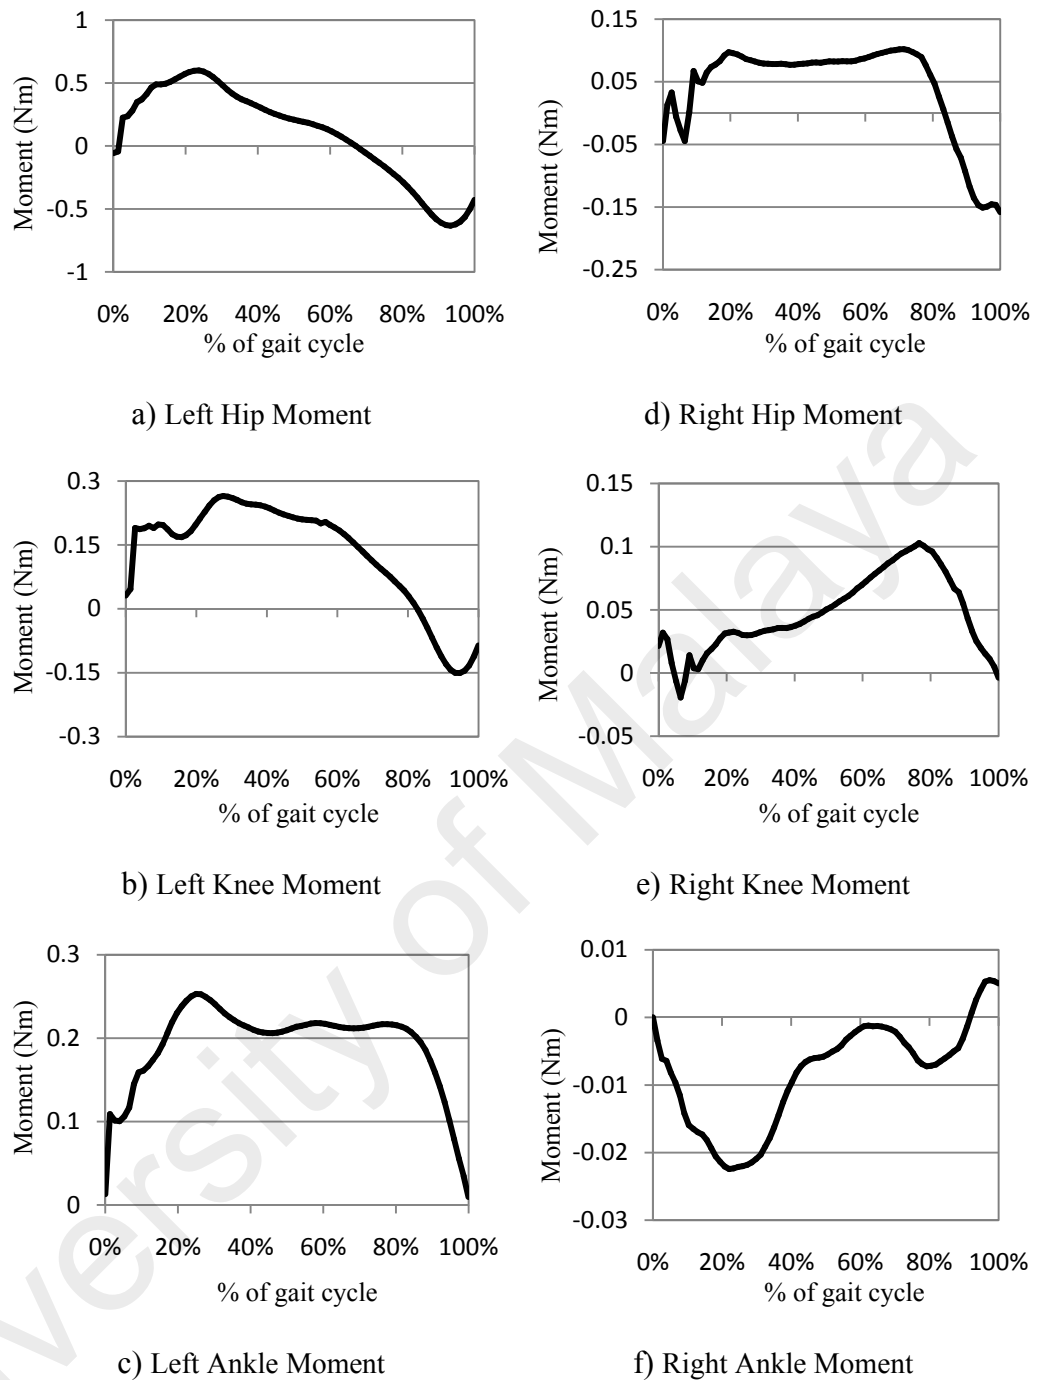 1
0.5
0
-0.5
-1
Moment (Nm)
0% 20% 40% 60% 80% 100%
% of gait cycle
a) Left Hip Moment
0.15
0.05
-0.05
-0.15
-0.25
Moment (Nm)
0% 20% 40% 60% 80% 100%
% of gait cycle
d) Right Hip Moment
0.3
0.15
0
-0.15
-0.3
Moment (Nm)
0% 20% 40% 60% 80% 100%
% of gait cycle
b) Left Knee Moment
0.15
0.1
0.05
0
-0.05
Moment (Nm)
0% 20% 40% 60% 80% 100%
% of gait cycle
e) Right Knee Moment
0.3
0.2
0.1
0
Moment (Nm)
0% 20% 40% 60% 80% 100%
% of gait cycle
c) Left Ankle Moment
0.01
0
-0.01
-0.02
-0.03
Moment (Nm)
0% 20% 40% 60% 80% 100%
% of gait cycle
f) Right Ankle Moment
versity of Malaya